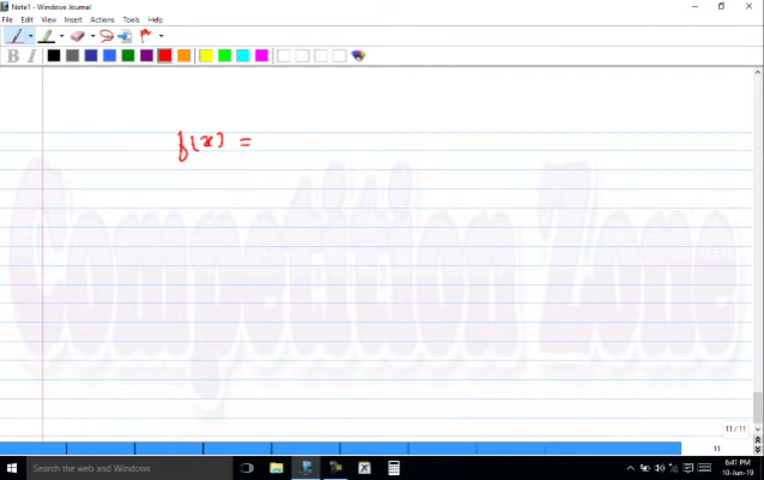 Note1 - Windows Journal
File Edit View Insert Actions Tools Help
B I
f(x) =
Competition Zone
11 / 11
11
Search the web and Windows
6:41 PM
10-Jun-19